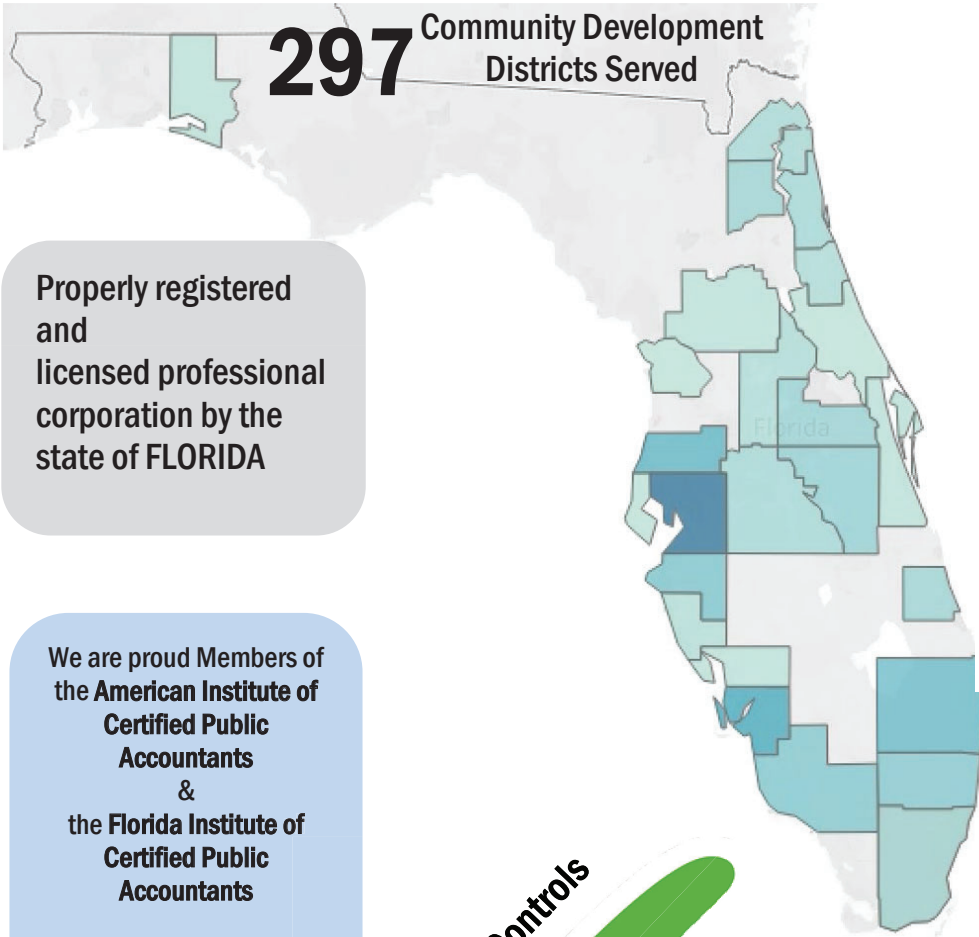 297
Community Development
Districts Served
Properly registered
and
licensed professional
corporation by the
state of FLORIDA
Florida
We are proud Members of
the American Institute of
Certified Public
Accountants
&
the Florida Institute of
Certified Public
Accountants